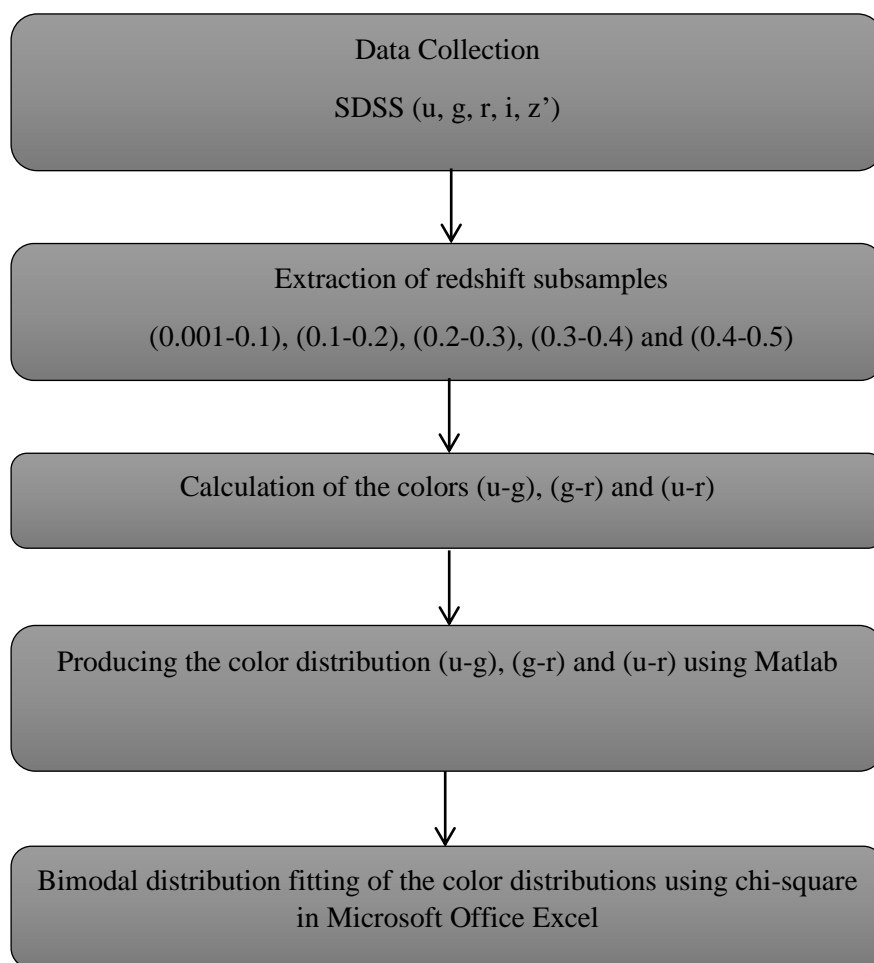 Data Collection
SDSS (u, g, r, i, z’)
Extraction of redshift subsamples
(0.001-0.1), (0.1-0.2), (0.2-0.3), (0.3-0.4) and (0.4-0.5)
Calculation of the colors (u-g), (g-r) and (u-r)
Producing the color distribution (u-g), (g-r) and (u-r) using Matlab
Bimodal distribution fitting of the color distributions using chi-square
in Microsoft Office Excel